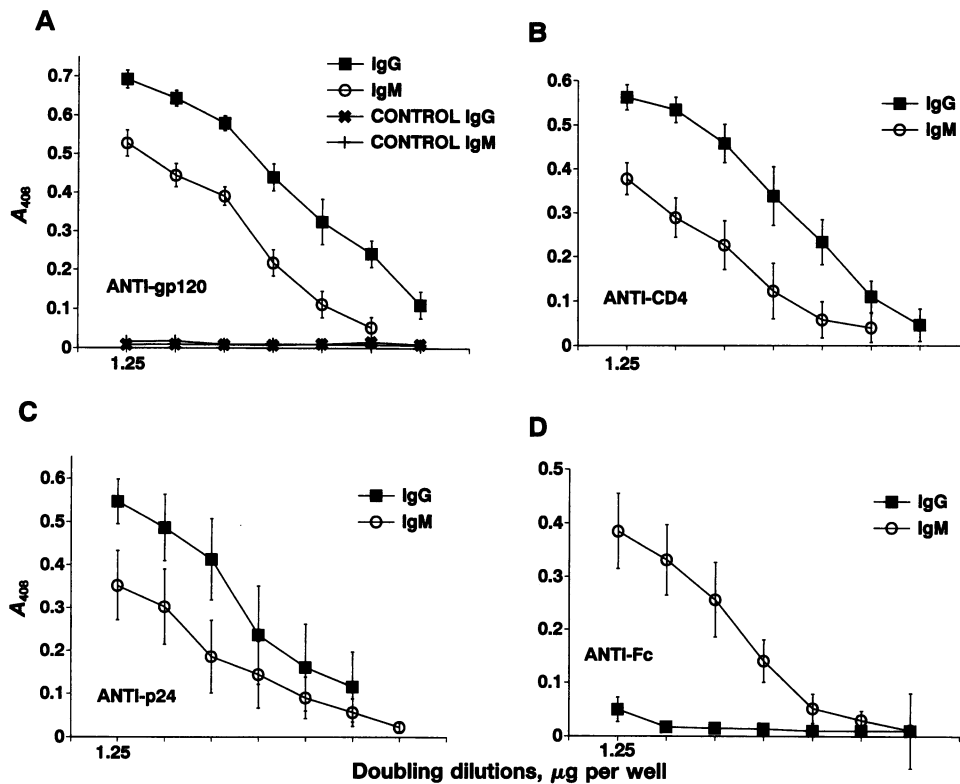 A
0.7
0.6
0.5
0.4
0.3
0.2
0.1
0
A408
IgG
IgM
CONTROL IgG
CONTROL IgM
ANTI-gp120
1.25
B
0.6
0.5
0.4
0.3
0.2
0.1
0
IgG
IgM
ANTI-CD4
1.25
C
0.6
0.5
0.4
0.3
0.2
0.1
0
A408
IgG
IgM
ANTI-p24
1.25
D
0.5
0.4
0.3
0.2
0.1
0
IgG
IgM
ANTI-Fc
1.25
Doubling dilutions, μg per well